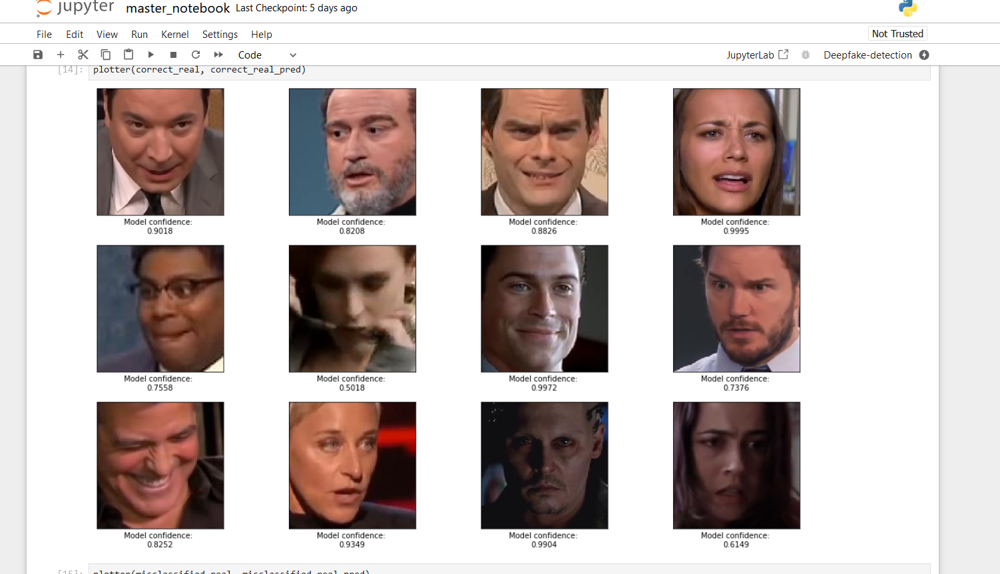 jupyter master_notebook Last Checkpoint: 5 days ago
File Edit View Run Kernel Settings Help
Not Trusted
Code
JupyterLab
Deepfake-detection
[14]: plotter(correct_real, correct_real_pred)
Model confidence: Model confidence: Model confidence: Model confidence:
0.9018 0.8208 0.8826 0.9995
Model confidence: Model confidence: Model confidence: Model confidence:
0.7558 0.5018 0.9972 0.7376
Model confidence: Model confidence: Model confidence: Model confidence:
0.8252 0.9349 0.9904 0.6149
[15]: plotter(misclassified_real, misclassified_real_pred)